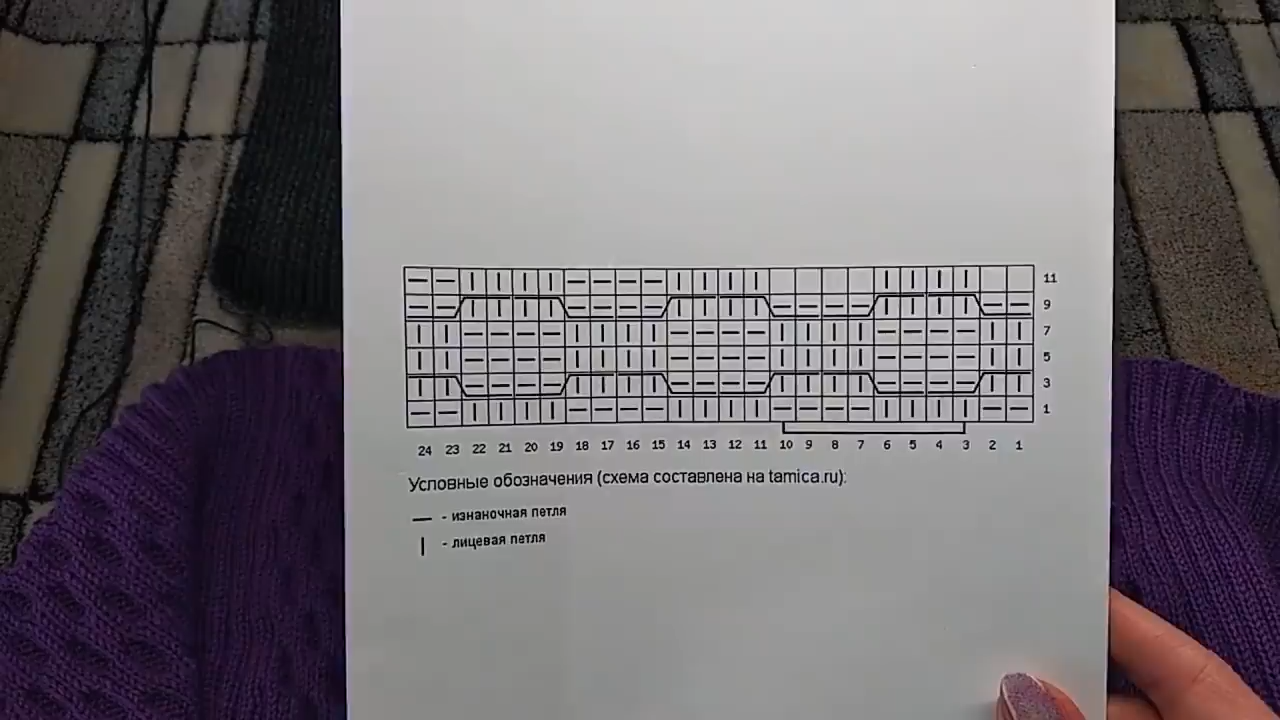 11
9
7
5
3
1
24 23 22 21 20 19 18 17 16 15 14 13 12 11 10 9 8 7 6 5 4 3 2 1
Условные обозначения (схема составлена на tamica.ru):
— - изнаночная петля
| - лицевая петля